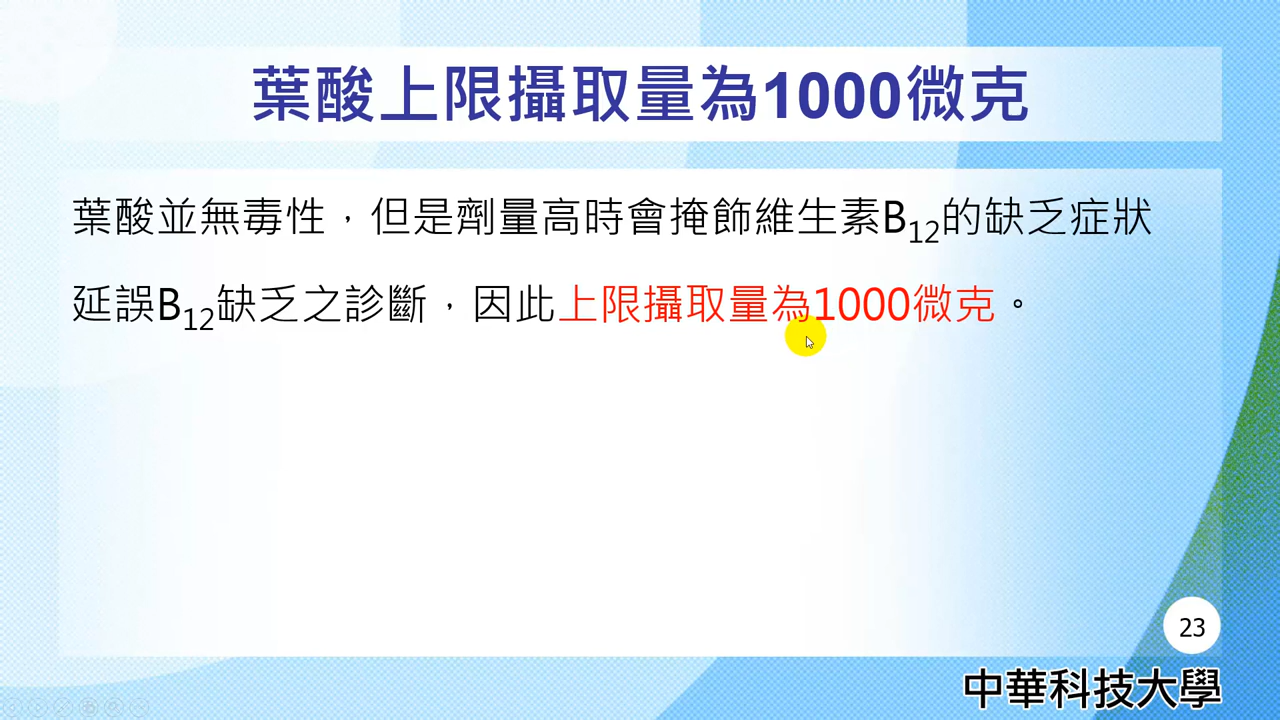 葉酸上限攝取量為1000微克
葉酸並無毒性，但是劑量高時會掩飾維生素B₁₂的缺乏症狀
延誤B₁₂缺乏之診斷，因此上限攝取量為1000微克。
23
中華科技大學